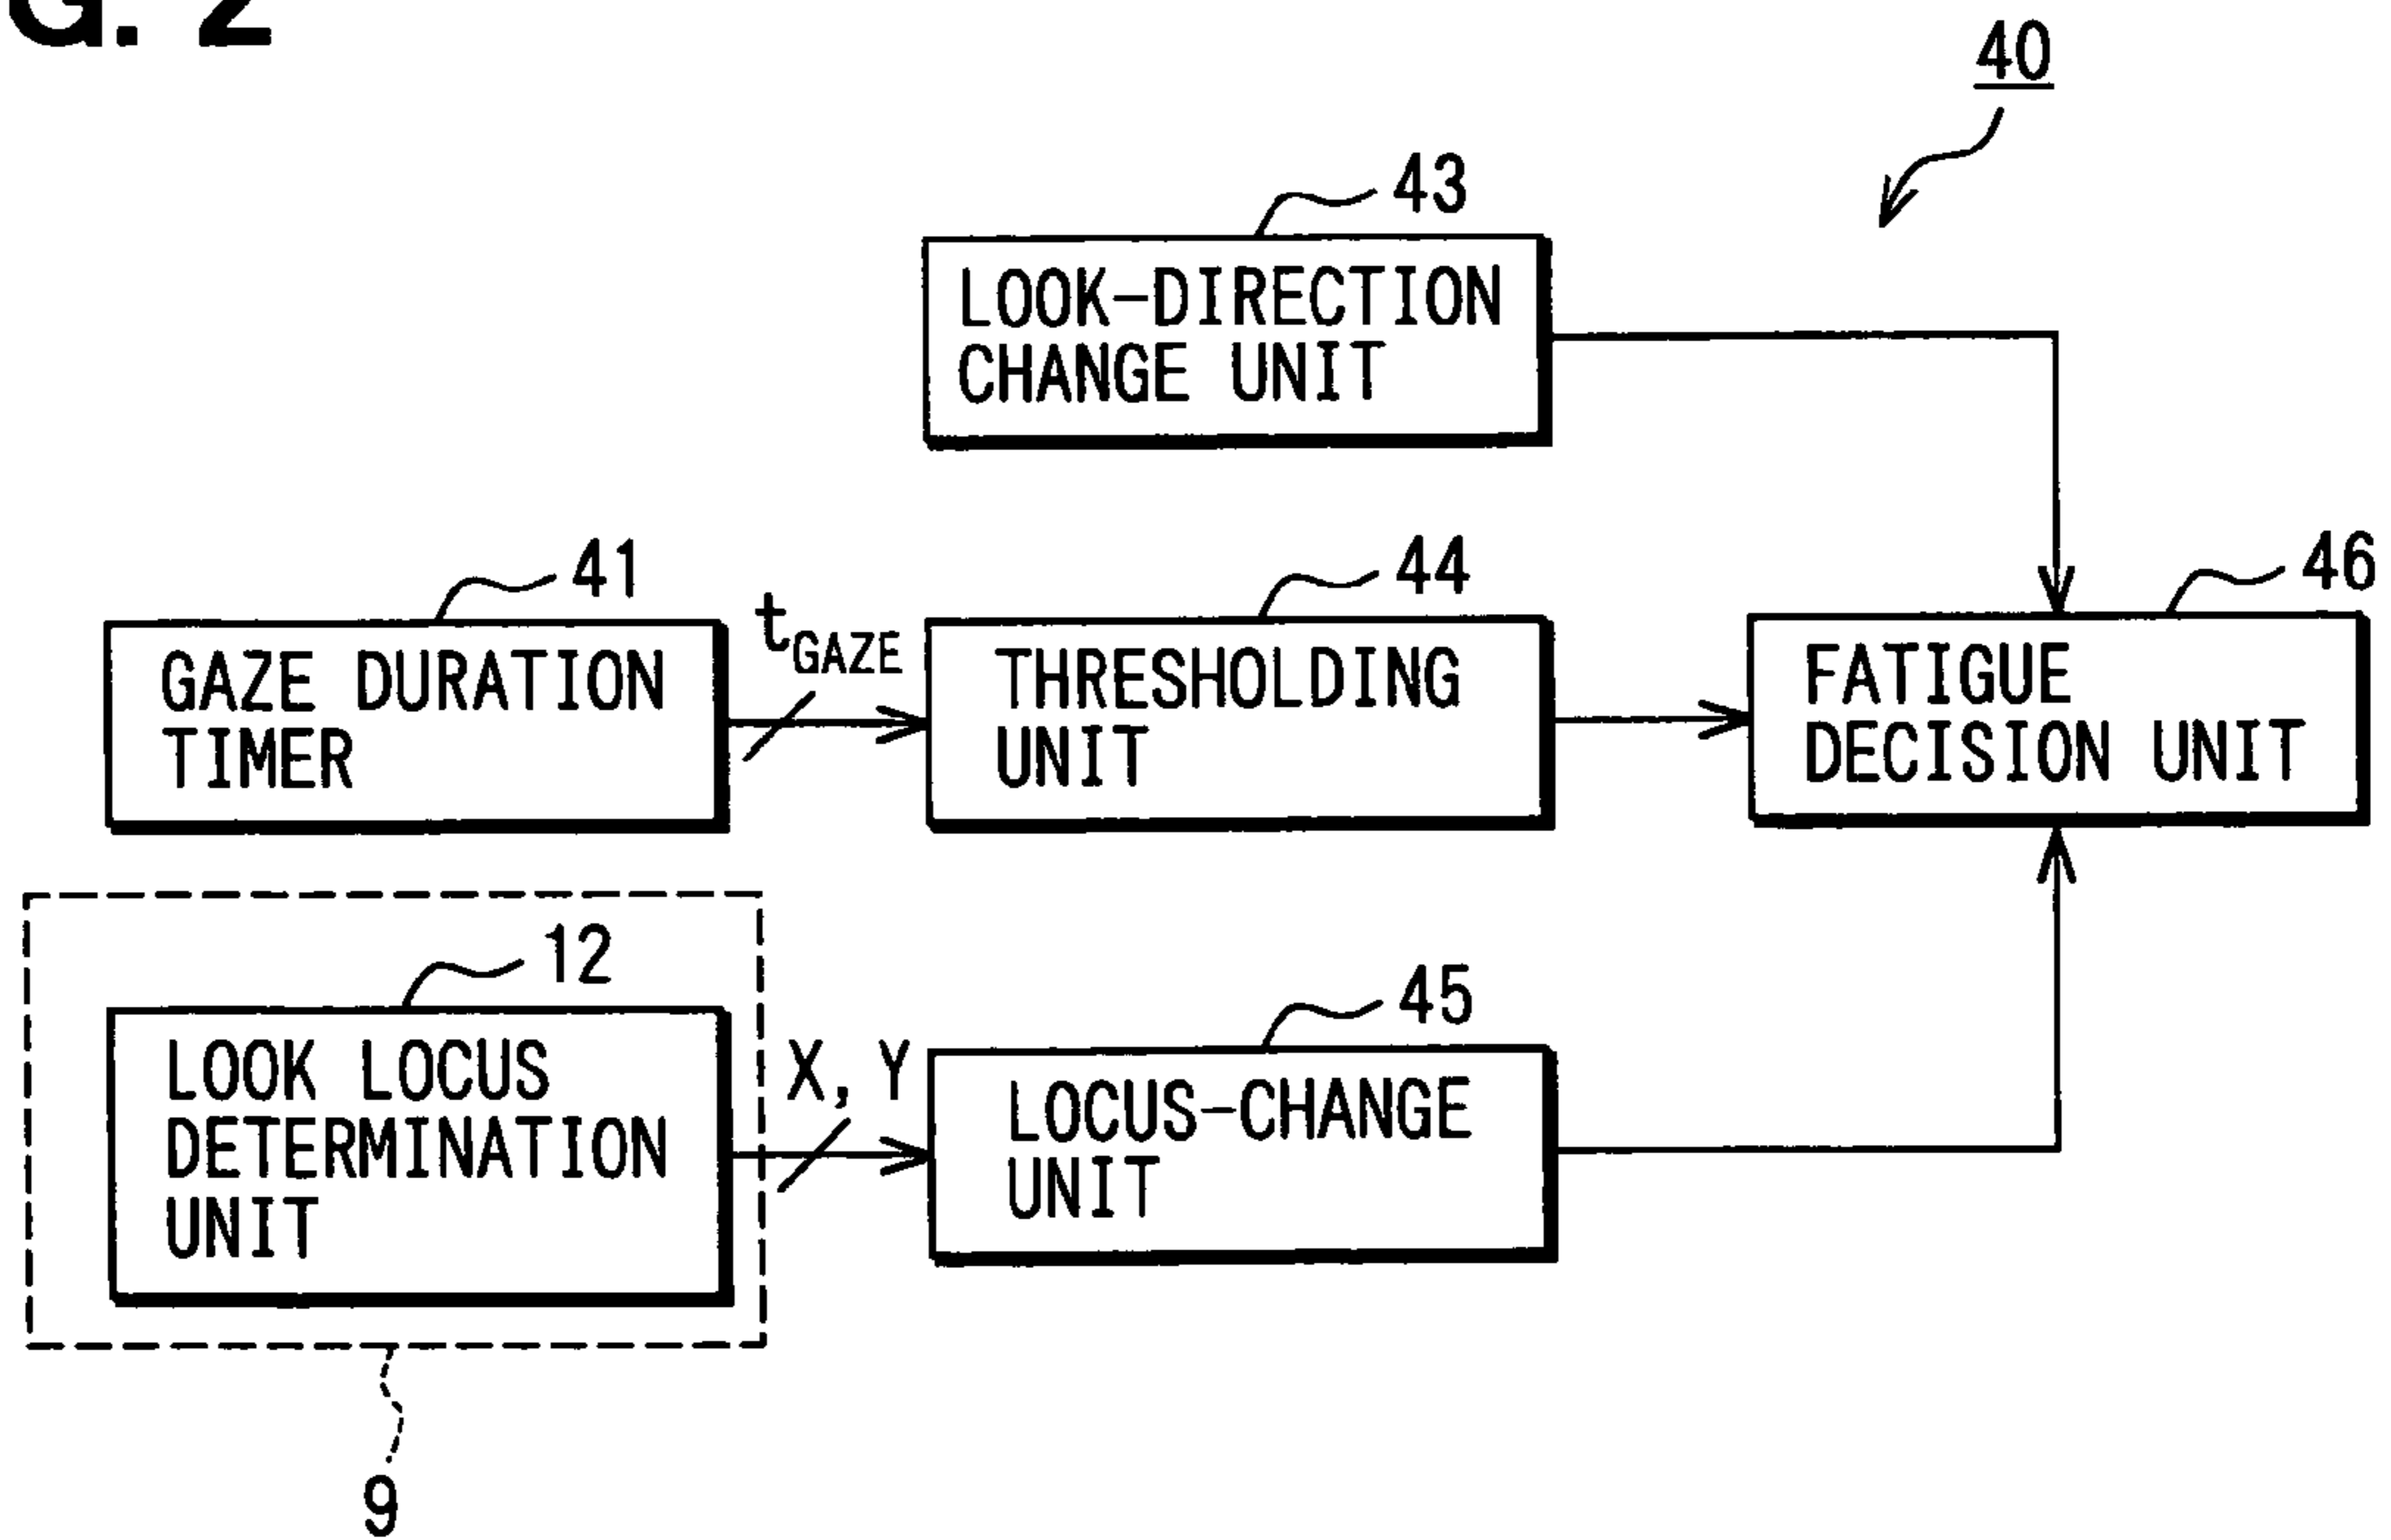 G. 2
40
43
LOOK-DIRECTION
CHANGE UNIT
41
tGAZE
44
46
GAZE DURATION
TIMER
THRESHOLDING
UNIT
FATIGUE
DECISION UNIT
12
LOOK LOCUS
DETERMINATION
UNIT
X, Y
45
LOCUS-CHANGE
UNIT
9